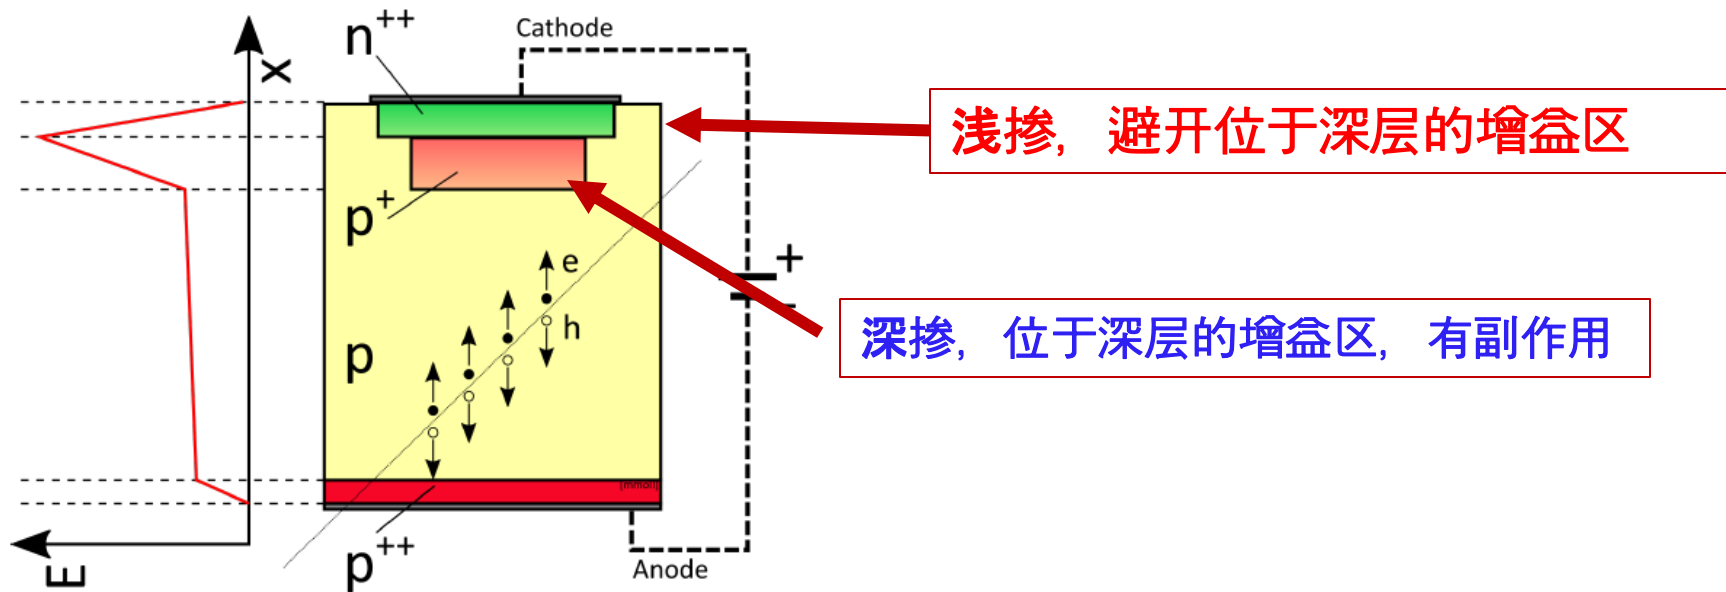 n++
Cathode
x
浅掺，避开位于深层的增益区
p+
e
+
h
-
深掺，位于深层的增益区，有副作用
p
[mmoll]
E
p++
Anode